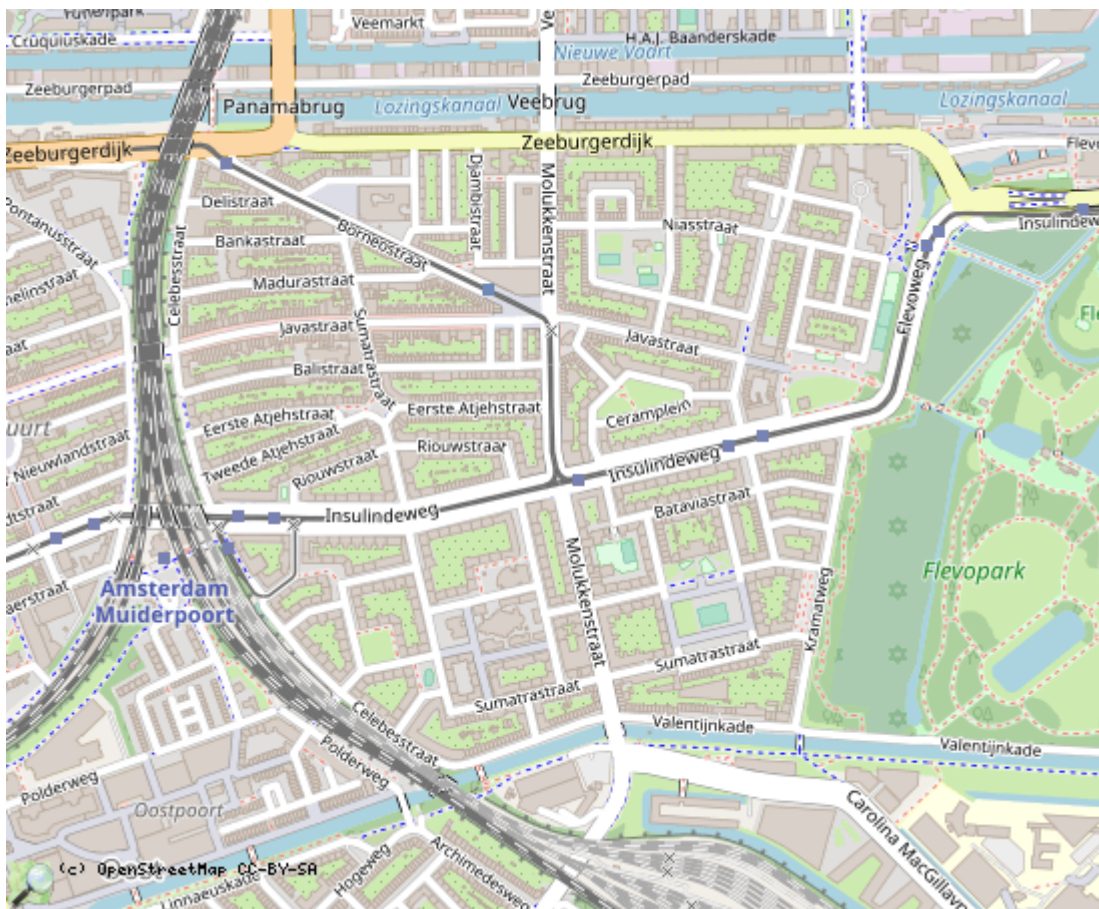 Veemarkt
Cruquiuskade
H.A.J. Baanderskade
Nieuwe Vaart
Zeeburgerpad
Zeeburgerpad
Panamabrug
Lozingskanaal
Veebrug
Lozingskanaal
Zeeburgerdijk
Zeeburgerdijk
Delistraat
Dambistraat
Molukkenstraat
Pontanusstraat
Bankastraat
Borneostraat
Niasstraat
Celebesstraat
Madurastraat
Flevoweg
Javastraat
Sumatrastraat
Javastraat
Balistraat
Eerste Atjehstraat
Eerste Atjehstraat
Ceramplein
Tweede Atjehstraat
Riouwstraat
Riouwstraat
Nieuwlandstraat
Insulindeweg
Insulindeweg
Bataviastraat
Amsterdam
Muiderpoort
Molukkenstraat
Flevopark
Kramatweg
Sumatrastraat
Sumatrastraat
Celebesstraat
Valentijnkade
Valentijnkade
Polderweg
Polderweg
Oostpoort
Hogeweg
Archimedesweg
Carolina MacGillavry
(c) OpenStreetMap CC-BY-SA